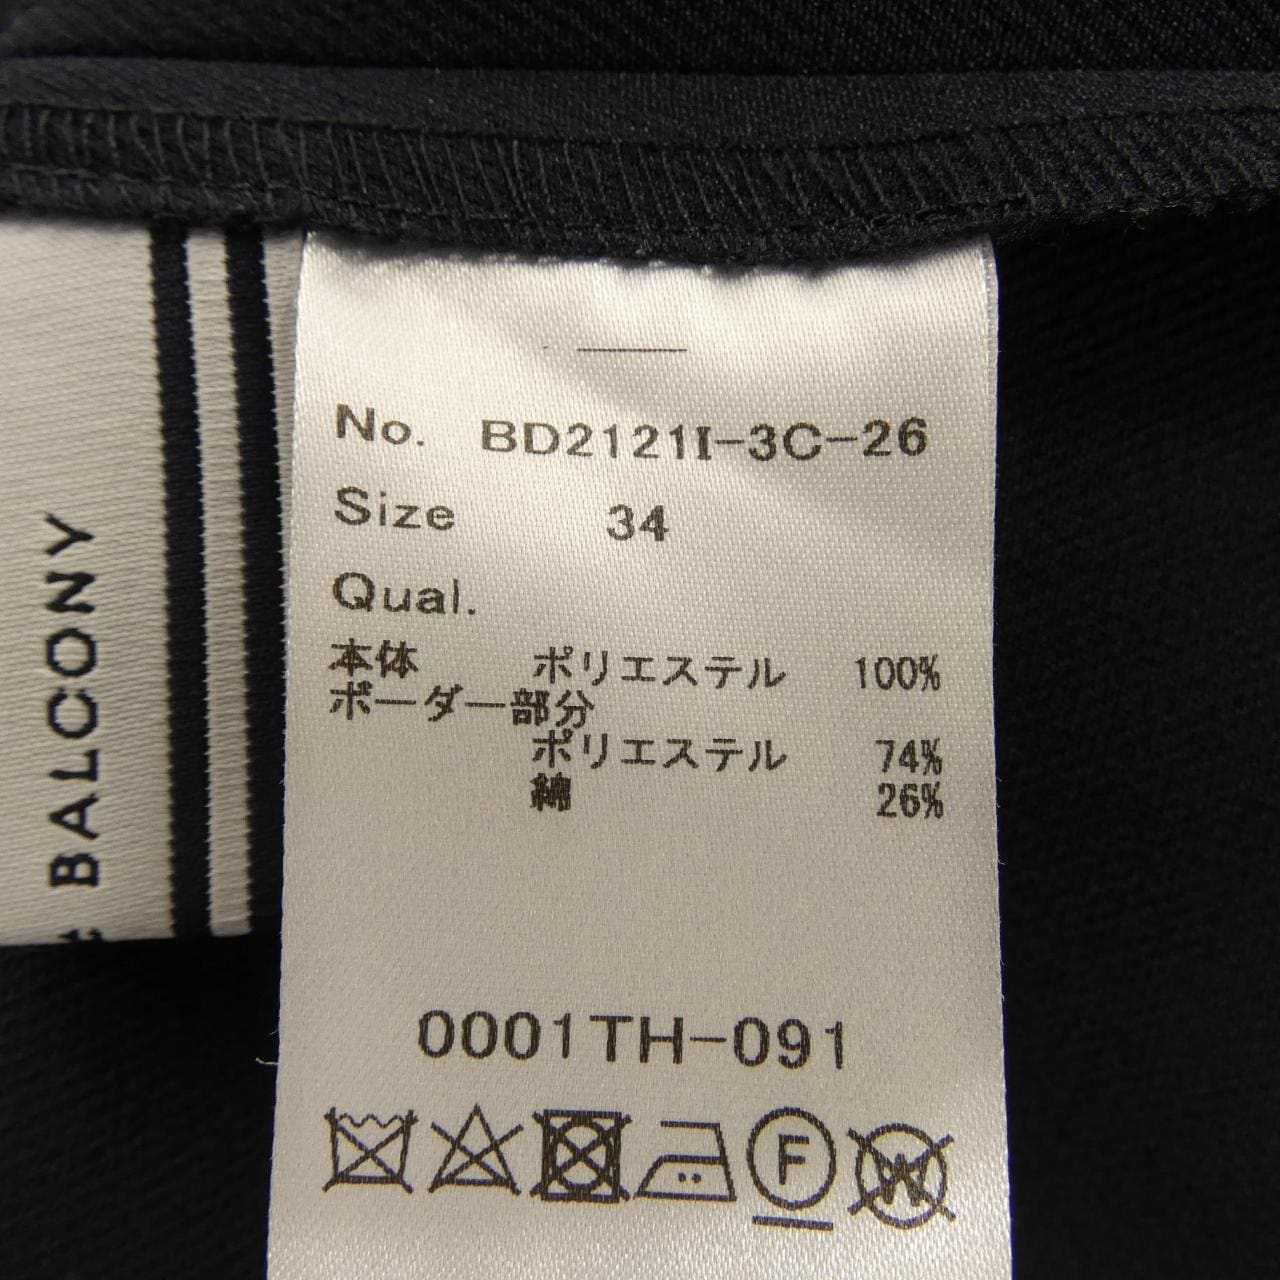 BALCONY
No. BD2121I-3C-26
Size 34
Qual.
本体 ポリエステル 100%
ボーダー部分
ポリエステル 74%
綿 26%
0001TH-091
F
W